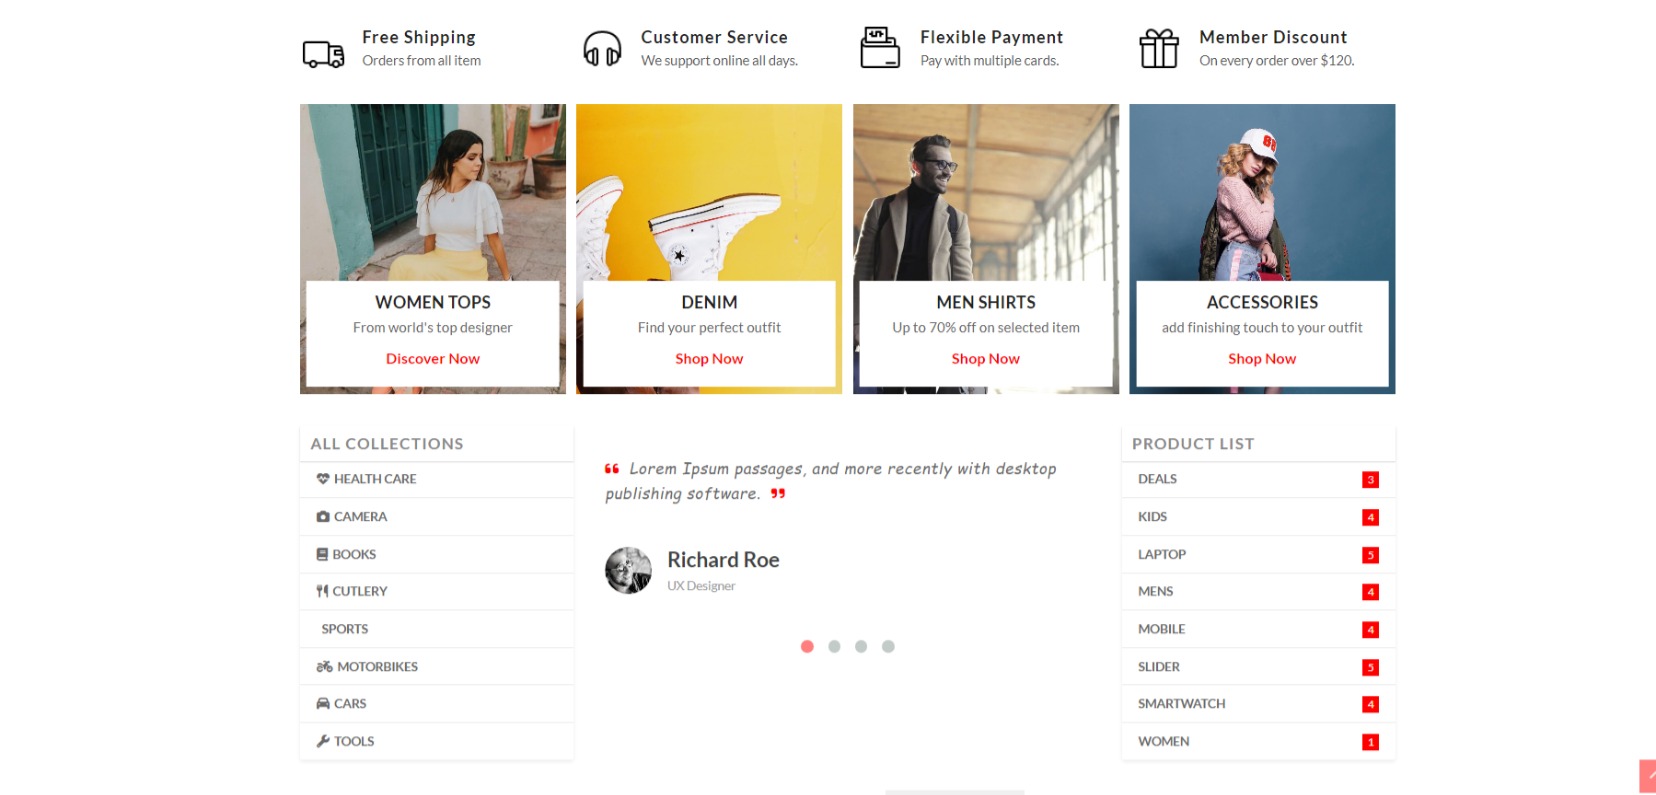 Free Shipping
Orders from all item
Customer Service
We support online all days.
Flexible Payment
Pay with multiple cards.
Member Discount
On every order over $120.
WOMEN TOPS
From world's top designer
Discover Now
DENIM
Find your perfect outfit
Shop Now
MEN SHIRTS
Up to 70% off on selected item
Shop Now
ACCESSORIES
add finishing touch to your outfit
Shop Now
ALL COLLECTIONS
HEALTH CARE
CAMERA
BOOKS
CUTLERY
SPORTS
MOTORBIKES
CARS
TOOLS
❝ Lorem Ipsum passages, and more recently with desktop
publishing software. ❞
Richard Roe
UX Designer
PRODUCT LIST
DEALS 3
KIDS 4
LAPTOP 5
MENS 4
MOBILE 4
SLIDER 5
SMARTWATCH 4
WOMEN 1